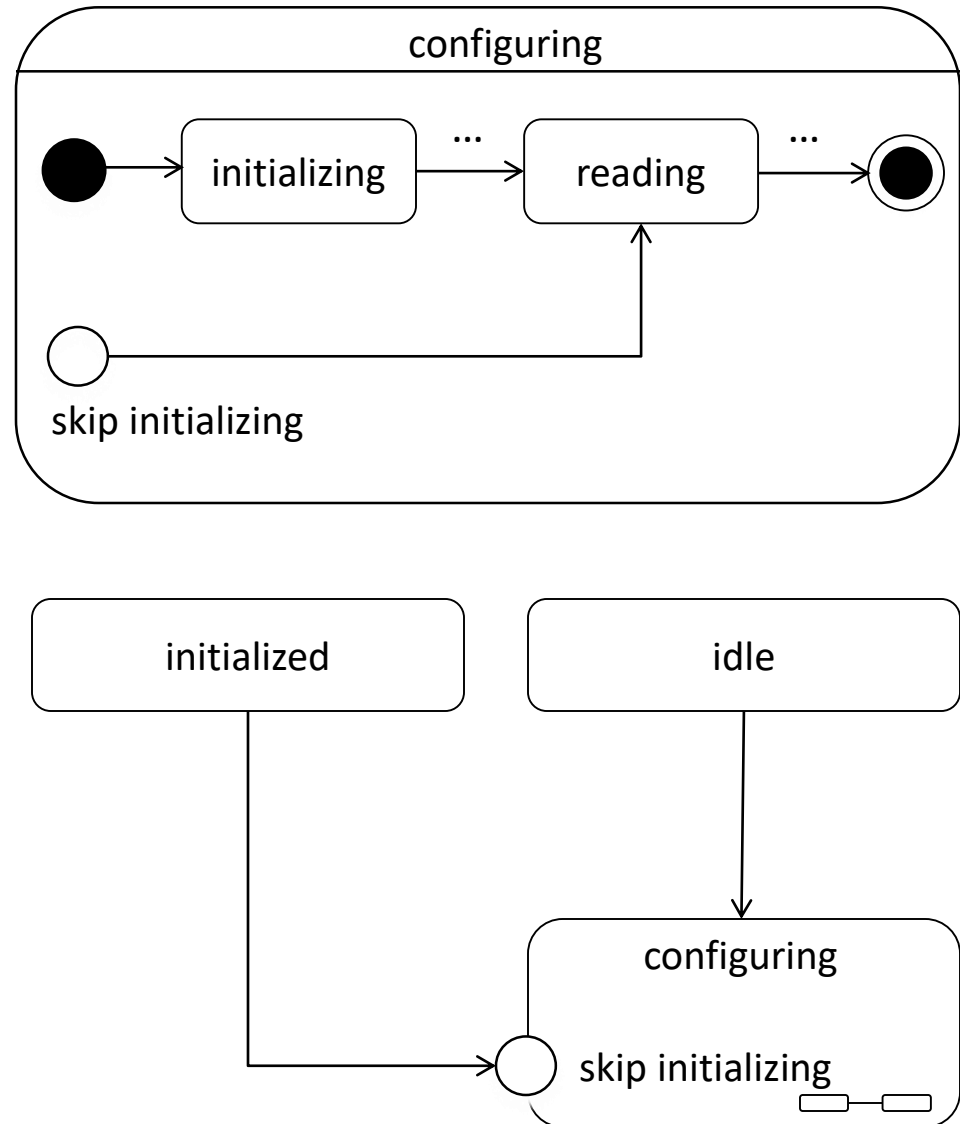 configuring
... ...
initializing reading
skip initializing
initialized idle
configuring
skip initializing